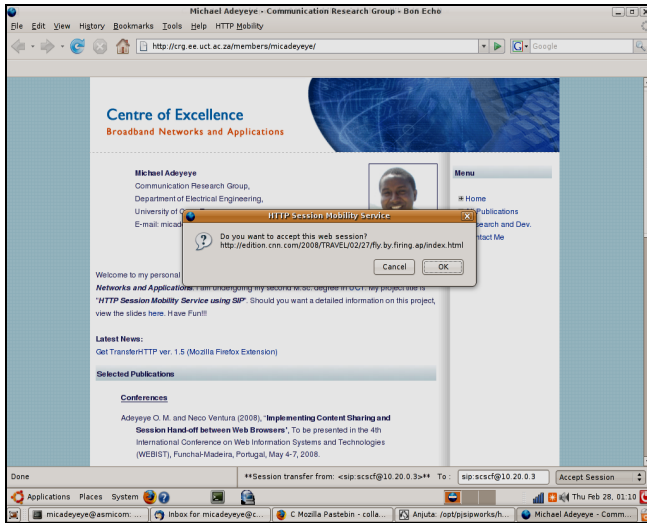 Michael Adeyeye - Communication Research Group - Bon Echo
File Edit View History Bookmarks Tools Help HTTP Mobility
http://crg.ee.uct.ac.za/members/micadeyeye/
Google
Centre of Excellence
Broadband Networks and Applications
Michael Adeyeye
Communication Research Group,
Department of Electrical Engineering,
University of
E-mail: micad
Menu
Home
Publications
search and Dev.
ntact Me
HTTP Session Mobility Service
Do you want to accept this web session?
http://edition.cnn.com/2008/TRAVEL/02/27/fly.by.firing.ap/index.html
Cancel OK
Welcome to my personal
Networks and Applications. I am undergoing my second M.Sc. degree in UCT. My project title is
"HTTP Session Mobility Service using SIP". Should you want a detailed information on this project,
view the slides here. Have Fun!!!
Latest News:
Get TransferHTTP ver. 1.5 (Mozilla Firefox Extension)
Selected Publications
Conferences
Adeyeye O. M. and Neco Ventura (2008), "Implementing Content Sharing and
Session Hand-off between Web Browsers", To be presented in the 4th
International Conference on Web Information Systems and Technologies
(WEBIST), Funchal-Madeira, Portugal, May 4-7, 2008.
Done
**Session transfer from: <sip:scscf@10.20.0.3>** To : sip:scscf@10.20.0.3 Accept Session
Applications Places System
Thu Feb 28, 01:10
micadeyeye@asmicom: ... Inbox for micadeyeye@c... C Mozilla Pastebin - colla... Anjuta: /opt/pjsipworks/h... Michael Adeyeye - Comm...